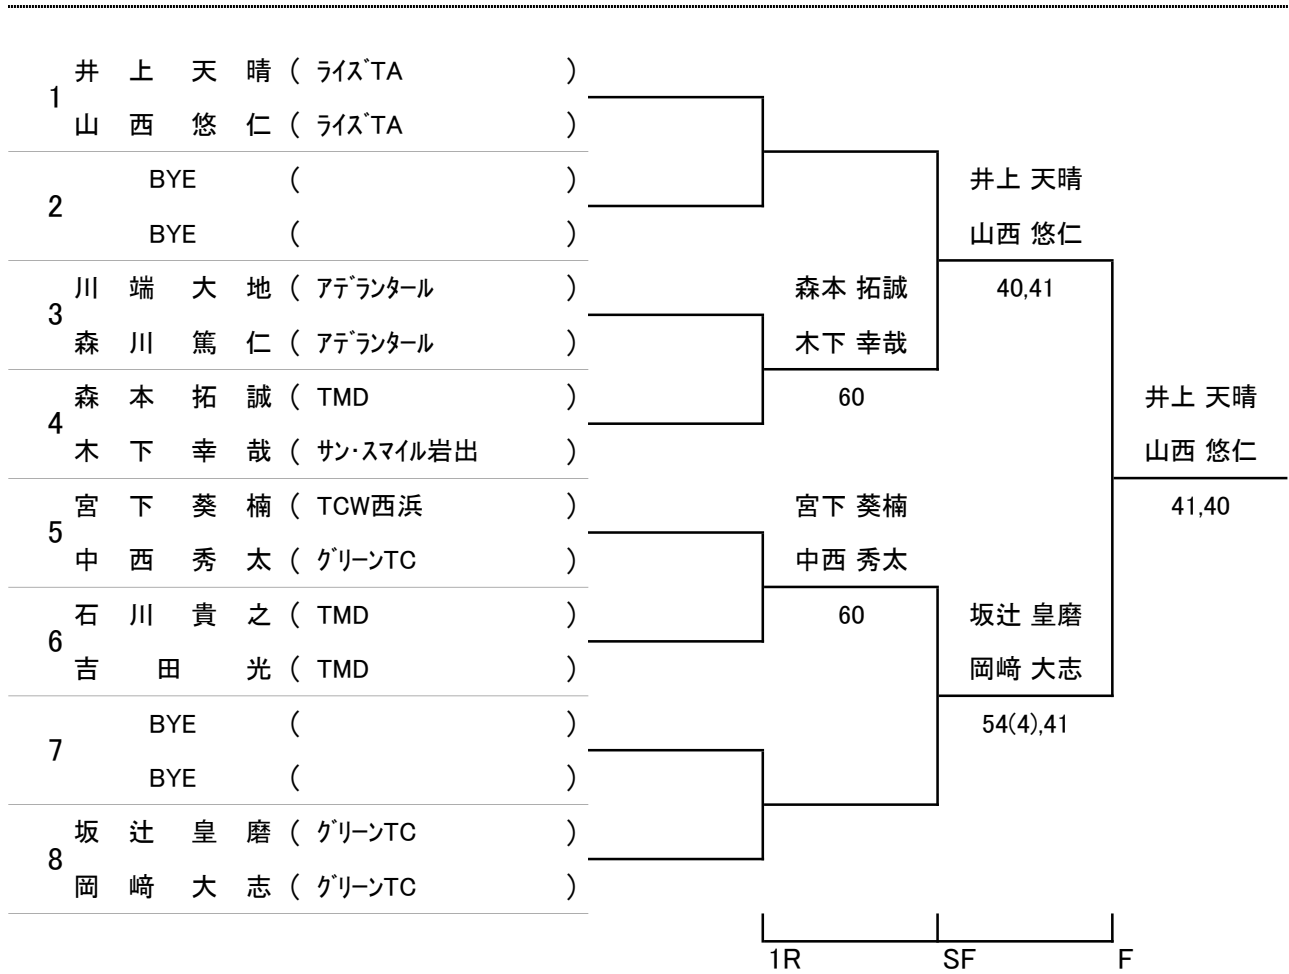 井 上 天 晴 ( ﾗｲｽﾞTA )
1
山 西 悠 仁 ( ﾗｲｽﾞTA )
BYE ( ) 井上 天晴
2
BYE ( ) 山西 悠仁
川 端 大 地 ( ｱﾃﾞﾗﾝﾀｰﾙ ) 森本 拓誠 40,41
3
森 川 篤 仁 ( ｱﾃﾞﾗﾝﾀｰﾙ ) 木下 幸哉
森 本 拓 誠 ( TMD ) 60 井上 天晴
4
木 下 幸 哉 ( ｻﾝ･ｽﾏｲﾙ岩出 ) 山西 悠仁
宮 下 葵 楠 ( TCW西浜 ) 宮下 葵楠 41,40
5
中 西 秀 太 ( ｸﾞﾘｰﾝTC ) 中西 秀太
石 川 貴 之 ( TMD ) 60 坂辻 皇磨
6
吉 田 光 ( TMD ) 岡﨑 大志
BYE ( ) 54(4),41
7
BYE ( )
坂 辻 皇 磨 ( ｸﾞﾘｰﾝTC )
8
岡 﨑 大 志 ( ｸﾞﾘｰﾝTC )
1R SF F